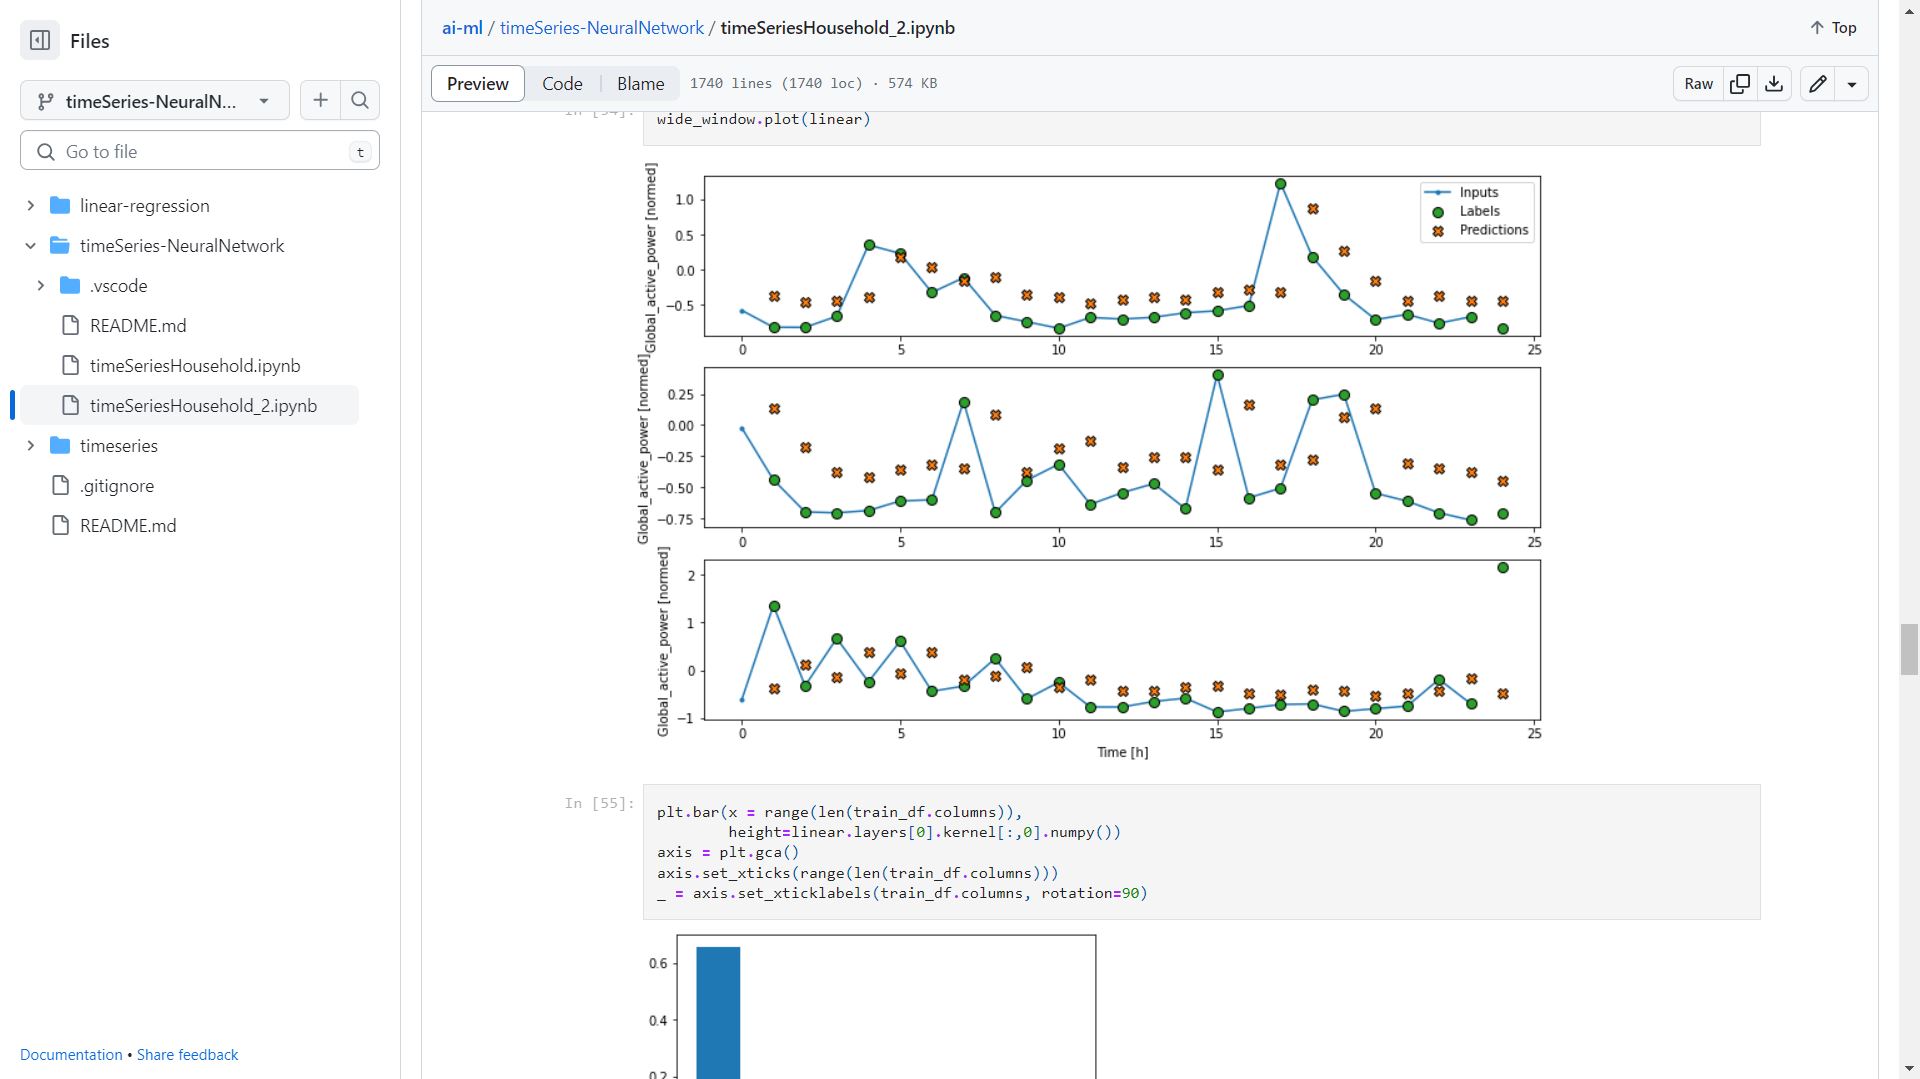 Files
timeSeries-NeuralN...
Go to file
t
linear-regression
timeSeries-NeuralNetwork
.vscode
README.md
timeSeriesHousehold.ipynb
timeSeriesHousehold_2.ipynb
timeseries
.gitignore
README.md
Documentation • Share feedback
ai-ml / timeSeries-NeuralNetwork / timeSeriesHousehold_2.ipynb
Top
Preview Code Blame 1740 lines (1740 loc) · 574 KB
Raw
In [54]: wide_window.plot(linear)
Global_active_power [normed]
1.0
0.5
0.0
−0.5
0 5 10 15 20 25
Inputs
Labels
Predictions
Global_active_power [normed]
0.25
0.00
−0.25
−0.50
−0.75
0 5 10 15 20 25
Global_active_power [normed]
2
1
0
−1
0 5 10 15 20 25
Time [h]
In [55]:
plt.bar(x = range(len(train_df.columns)),
        height=linear.layers[0].kernel[:,0].numpy())
axis = plt.gca()
axis.set_xticks(range(len(train_df.columns)))
_ = axis.set_xticklabels(train_df.columns, rotation=90)
0.6
0.4
0.2